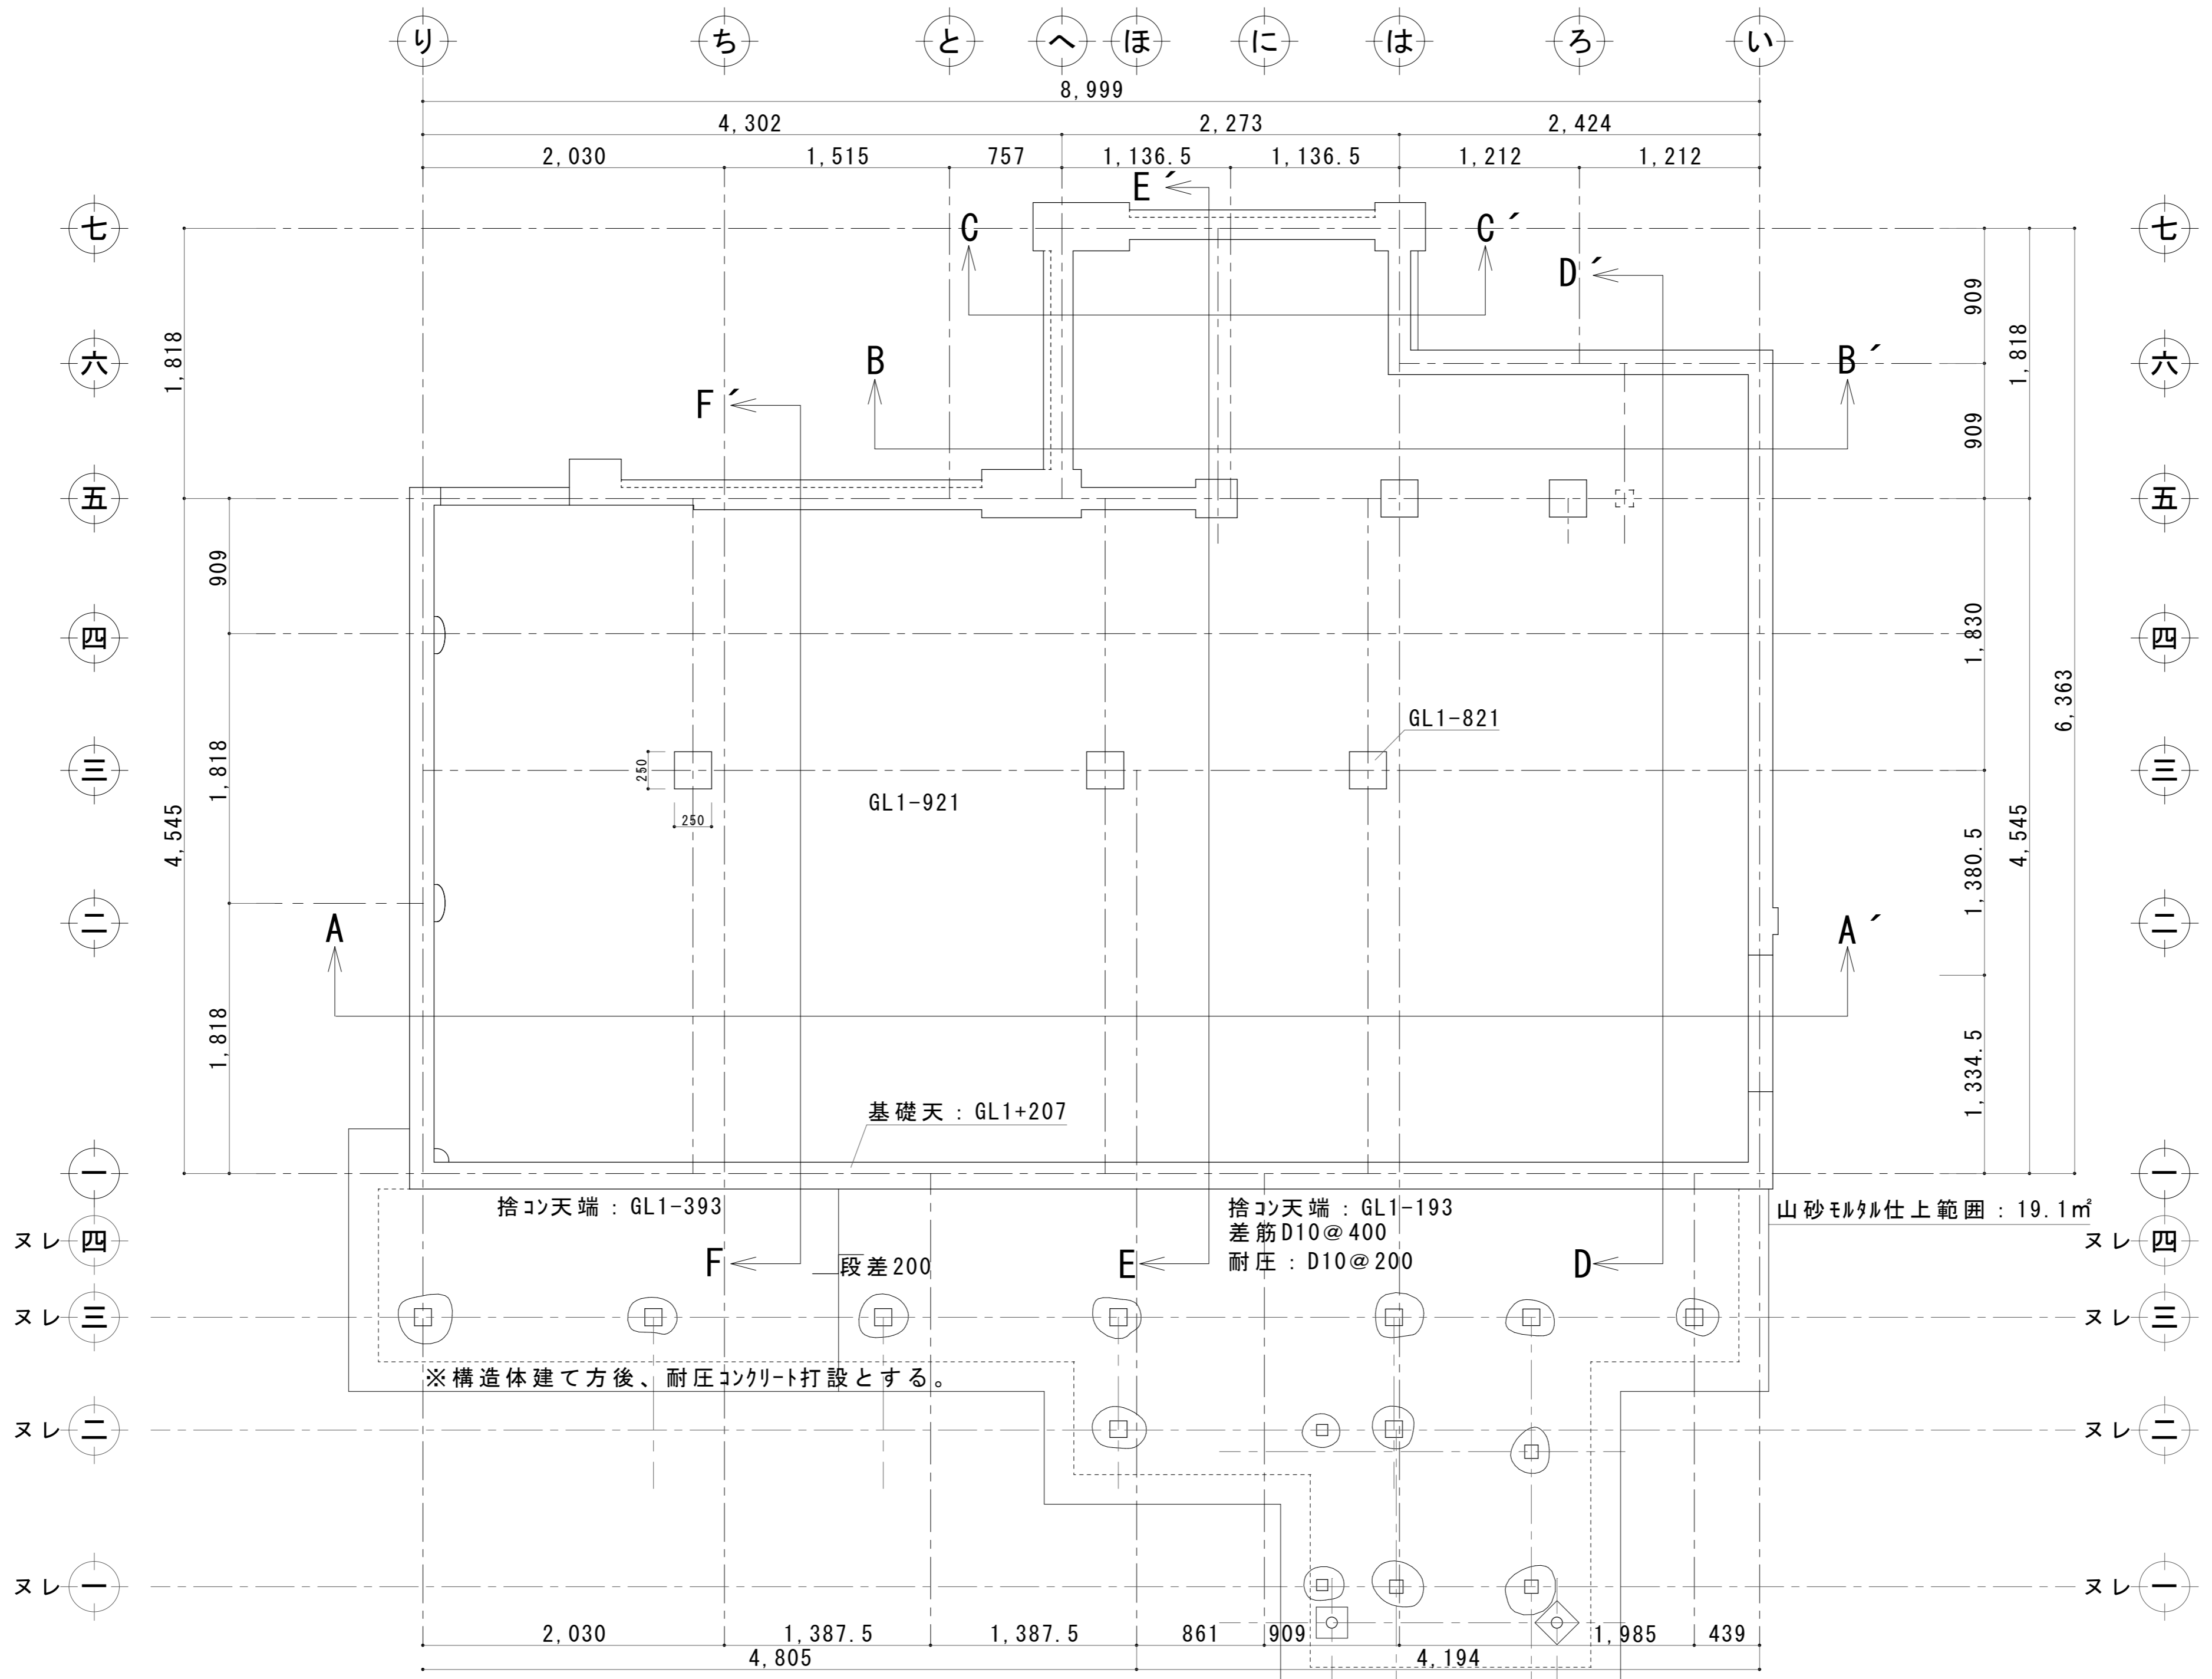 り ち と へ ほ に は ろ い
8,999
4,302 2,273 2,424
2,030 1,515 757 1,136.5 1,136.5 1,212 1,212
E´
七 C C´ 七
D´
909
1,818 1,818
六 B B´ 六
F´
909
五 五
909
1,830
四 四
6,363
GL1-821
1,818
三 250 三
GL1-921
250
4,545 4,545
1,380.5
二 A A´ 二
1,818
1,334.5
基礎天：GL1+207
一 一
捨コン天端：GL1-393 捨コン天端：GL1-193 山砂モルタル仕上範囲：19.1㎡
差筋D10@400
ヌレ 四 ヌレ 四
F 段差200 E 耐圧：D10@200 D
ヌレ 三 ヌレ 三
※構造体建て方後、耐圧コンクリート打設とする。
ヌレ 二 ヌレ 二
ヌレ 一 ヌレ 一
2,030 1,387.5 1,387.5 861 909 1,985 439
4,805 4,194